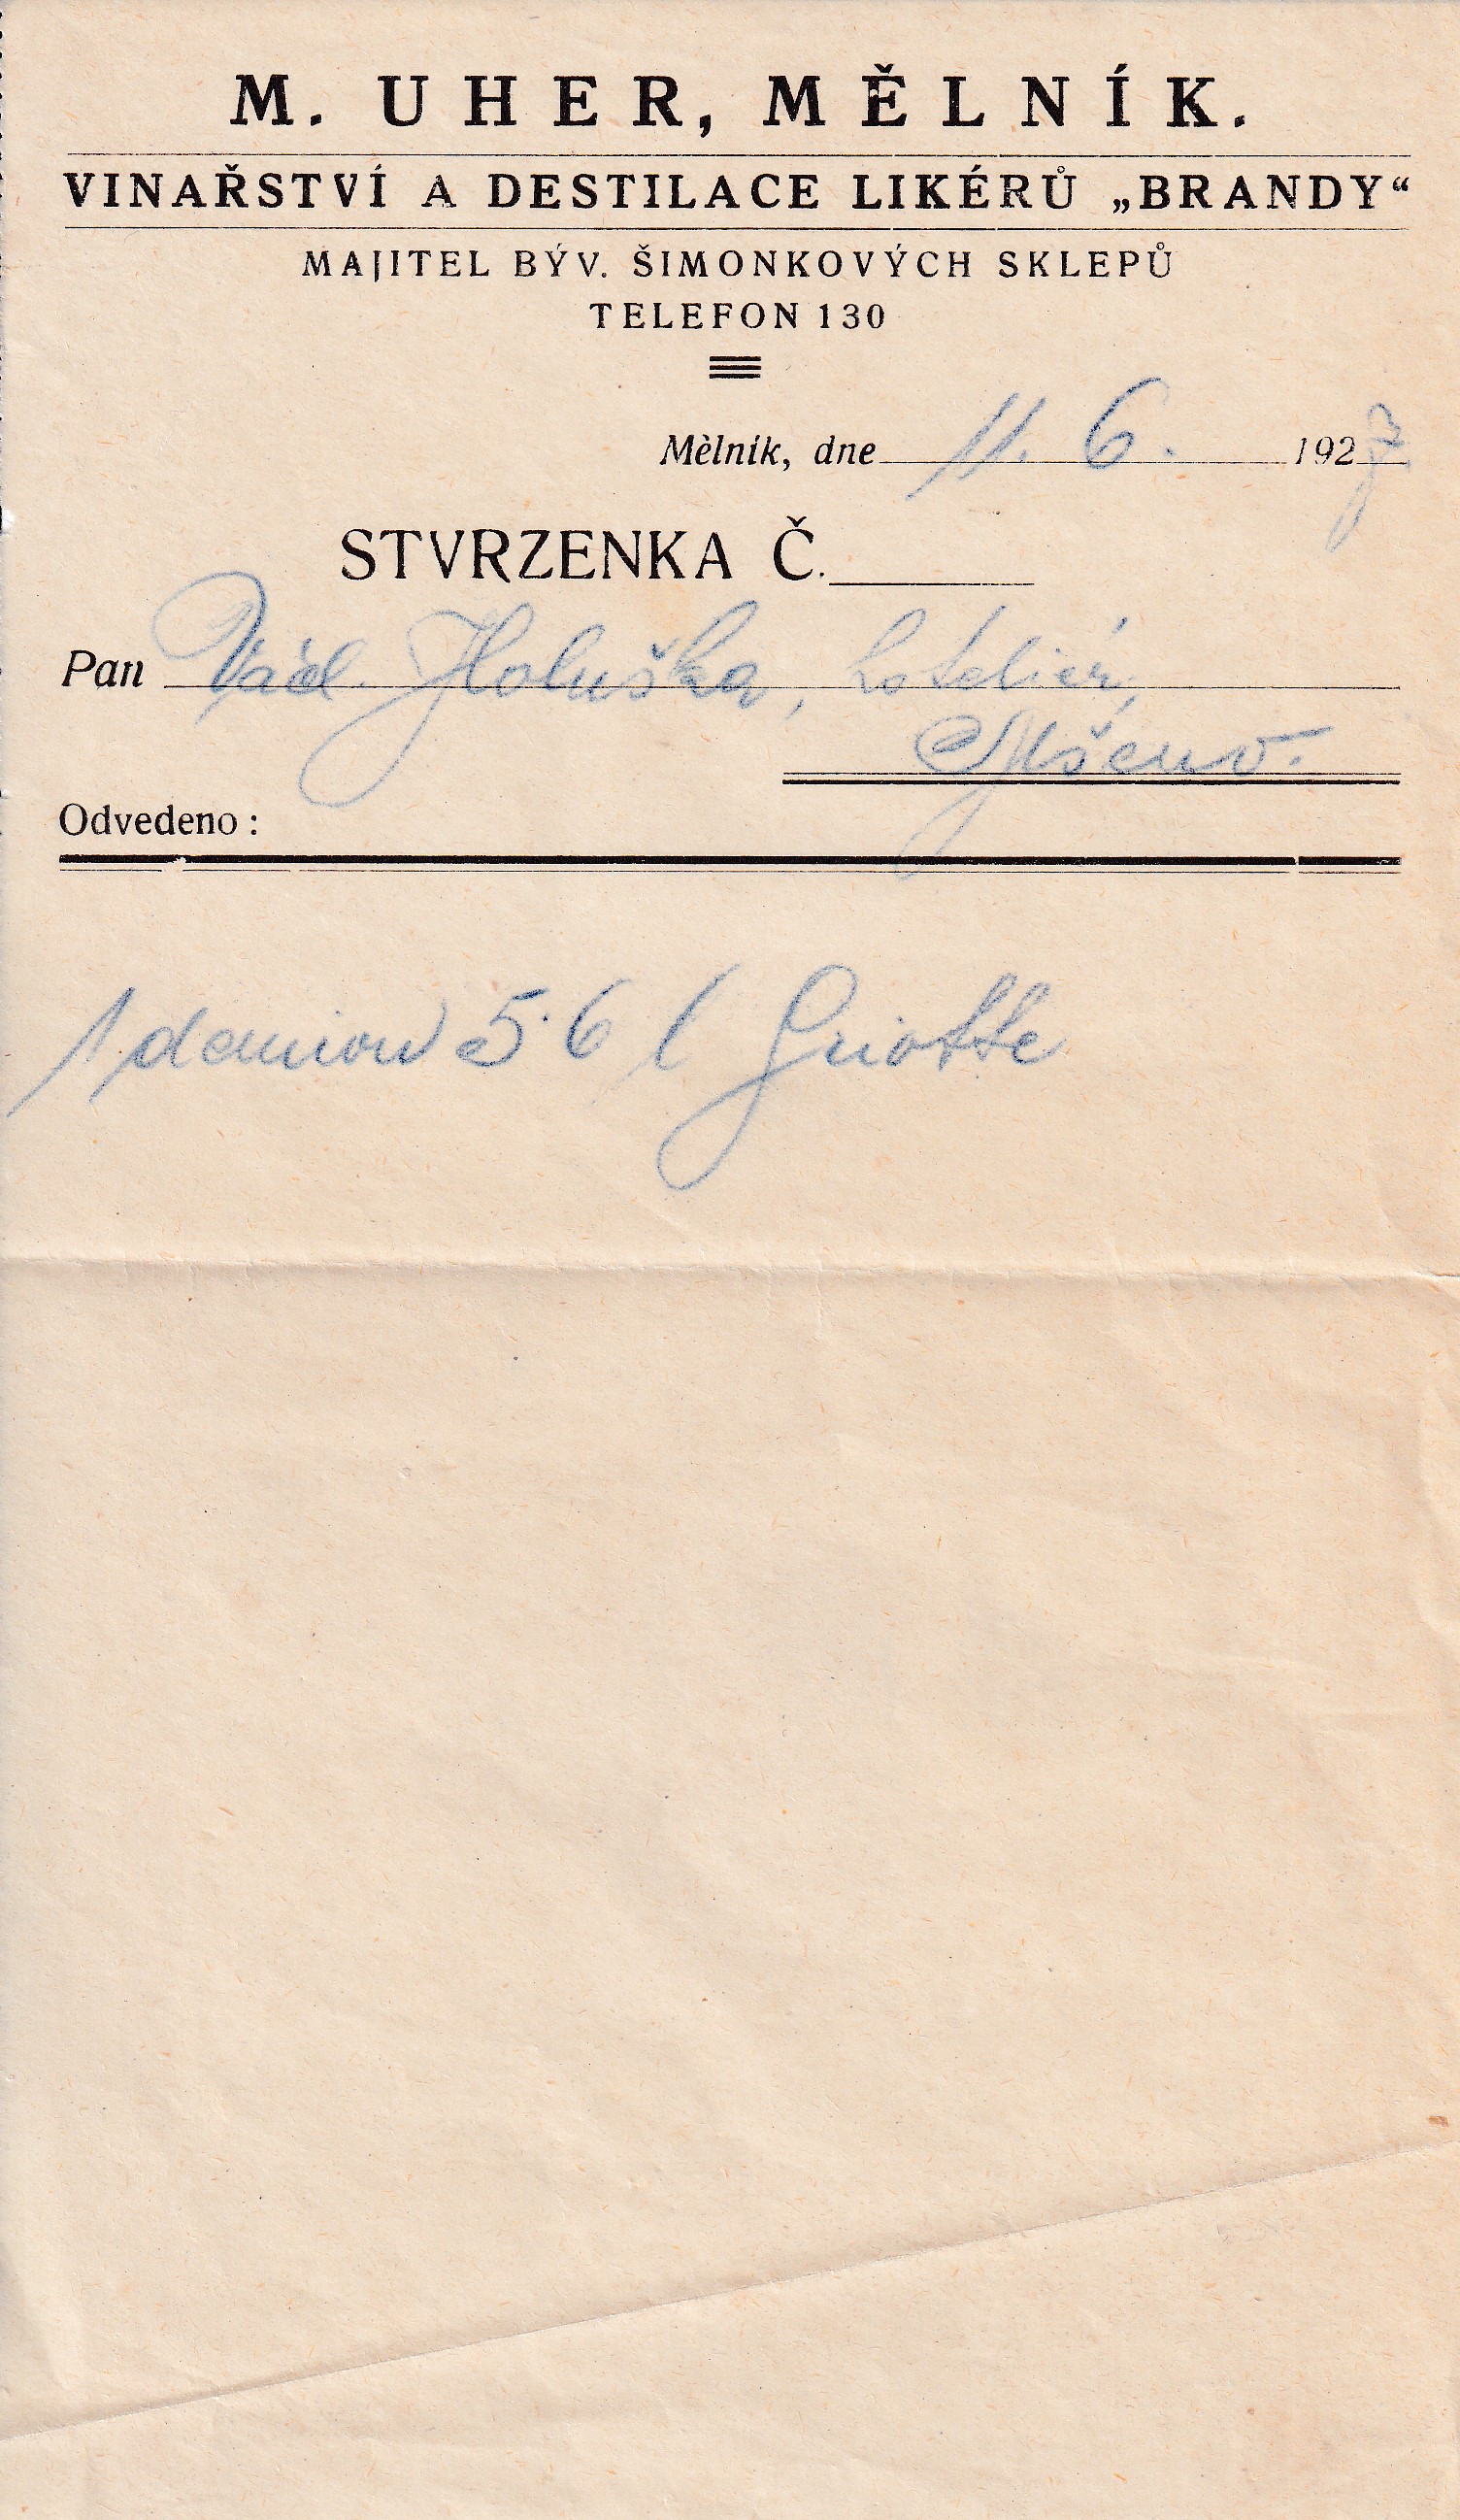 M. UHER, MĚLNÍK.
VINAŘSTVÍ A DESTILACE LIKÉRŮ „BRANDY“
MAJITEL BÝV. ŠIMONKOVÝCH SKLEPŮ
TELEFON 130
Mělník, dne 11. 6. 1927.
STVRZENKA Č.
Pan Holuška, hotelier,
Mšeno.
Odvedeno:
1 demion 5·6 l Griotte